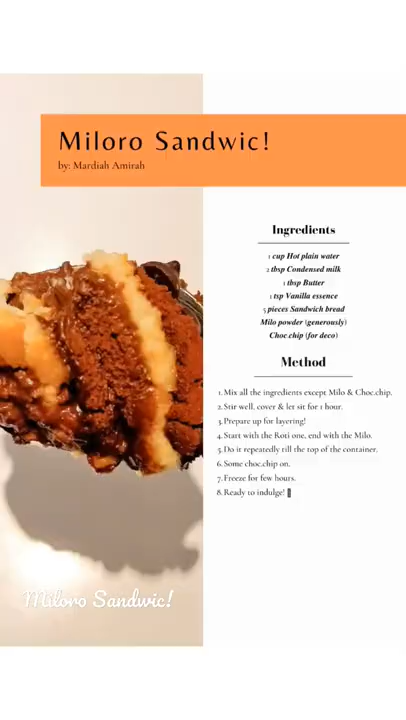 Miloro Sandwic!
by: Mardiah Amirah
Ingredients
1 cup Hot plain water
2 tbsp Condensed milk
1 tbsp Butter
1 tsp Vanilla essence
5 pieces Sandwich bread
Milo powder (generously)
Choc.chip (for deco)
Method
1. Mix all the ingredients except Milo & Choc.chip.
2. Stir well, cover & let sit for 1 hour.
3. Prepare up for layering!
4. Start with the Roti one, end with the Milo.
5. Do it repeatedly till the top of the container.
6. Some choc.chip on.
7. Freeze for few hours.
8. Ready to indulge!
Miloro Sandwic!